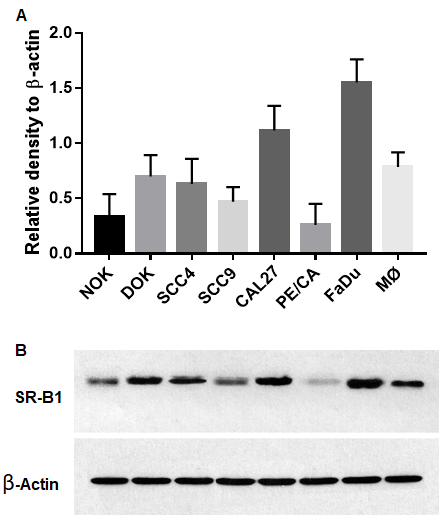 A
Relative density to β-actin
2.0
1.5
1.0
0.5
0.0
NOK
DOK
SCC4
SCC9
CAL27
PE/CA
FaDu
MØ
B
SR-B1
β-Actin